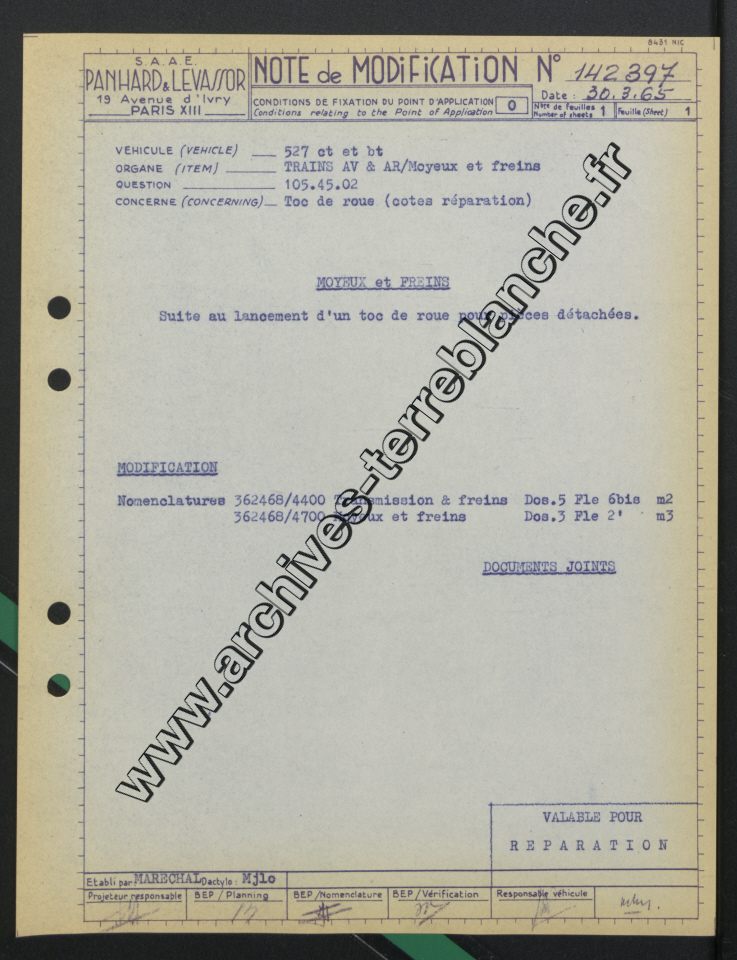 8431 NIC
S.A.A.E.
PANHARD & LEVASSOR
19 Avenue d'Ivry
PARIS XIII
NOTE de MODiFiCATiON N° 142397
Date : 30.3.65
CONDITIONS DE FIXATION DU POINT D'APPLICATION
Conditions relating to the Point of Application
0
Nbre de feuilles 1
Number of sheets
Feuille (Sheet) 1
VEHICULE (VEHICLE) 527 ct et bt
ORGANE (ITEM) TRAINS AV & AR/Moyeux et freins
QUESTION 105.45.02
CONCERNE (CONCERNING) Toc de roue (cotes réparation)
MOYEUX et FREINS
Suite au lancement d'un toc de roue pour pièces détachées.
MODIFICATION
Nomenclatures 362468/4400 Transmission & freins Dos.5 Fle 6bis m2
362468/4700 Moyeux et freins Dos.3 Fle 2' m3
DOCUMENTS JOINTS
www.archives-terreblanche.fr
VALABLE POUR
REPARATION
Etabli par MARECHAL Dactylo : Mjlo
Projeteur responsable
BEP / Planning
BEP / Nomenclature
BEP / Vérification
Responsable véhicule